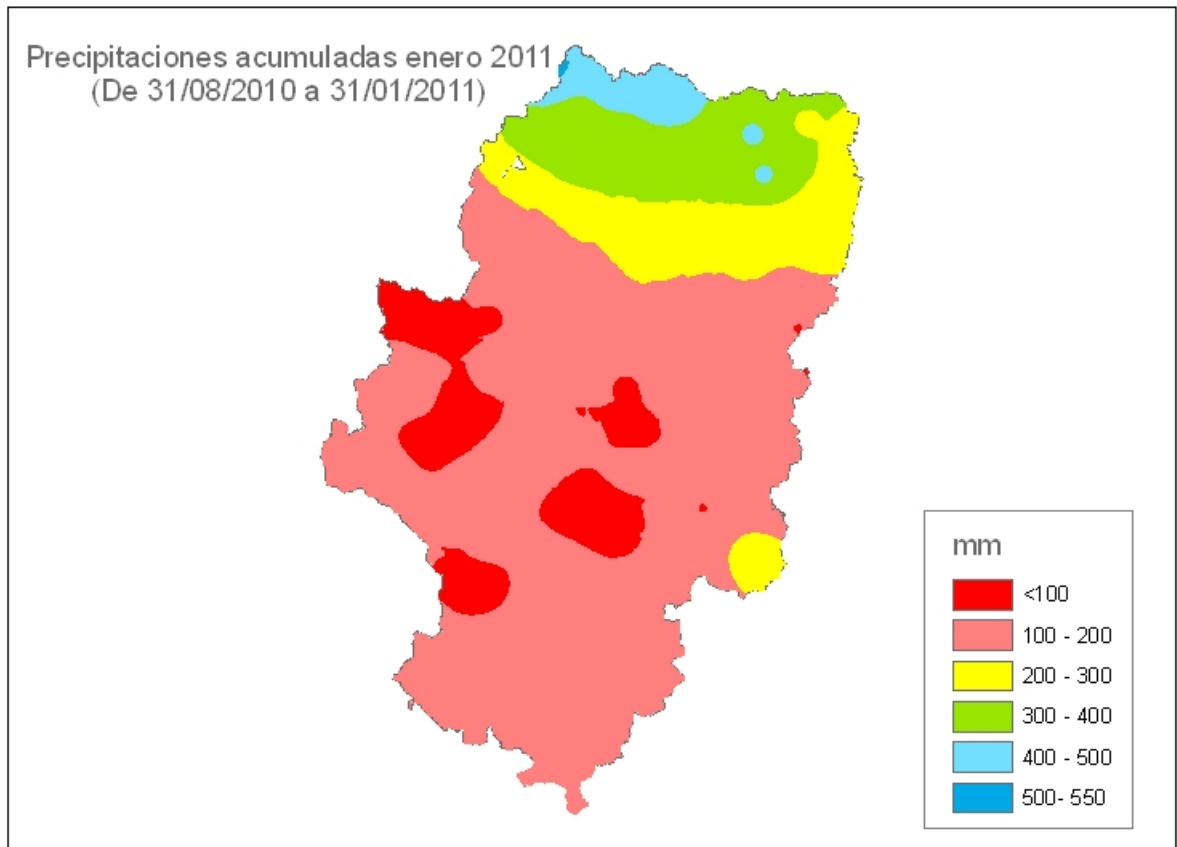 Precipitaciones acumuladas enero 2011
(De 31/08/2010 a 31/01/2011)
mm
<100
100 - 200
200 - 300
300 - 400
400 - 500
500- 550